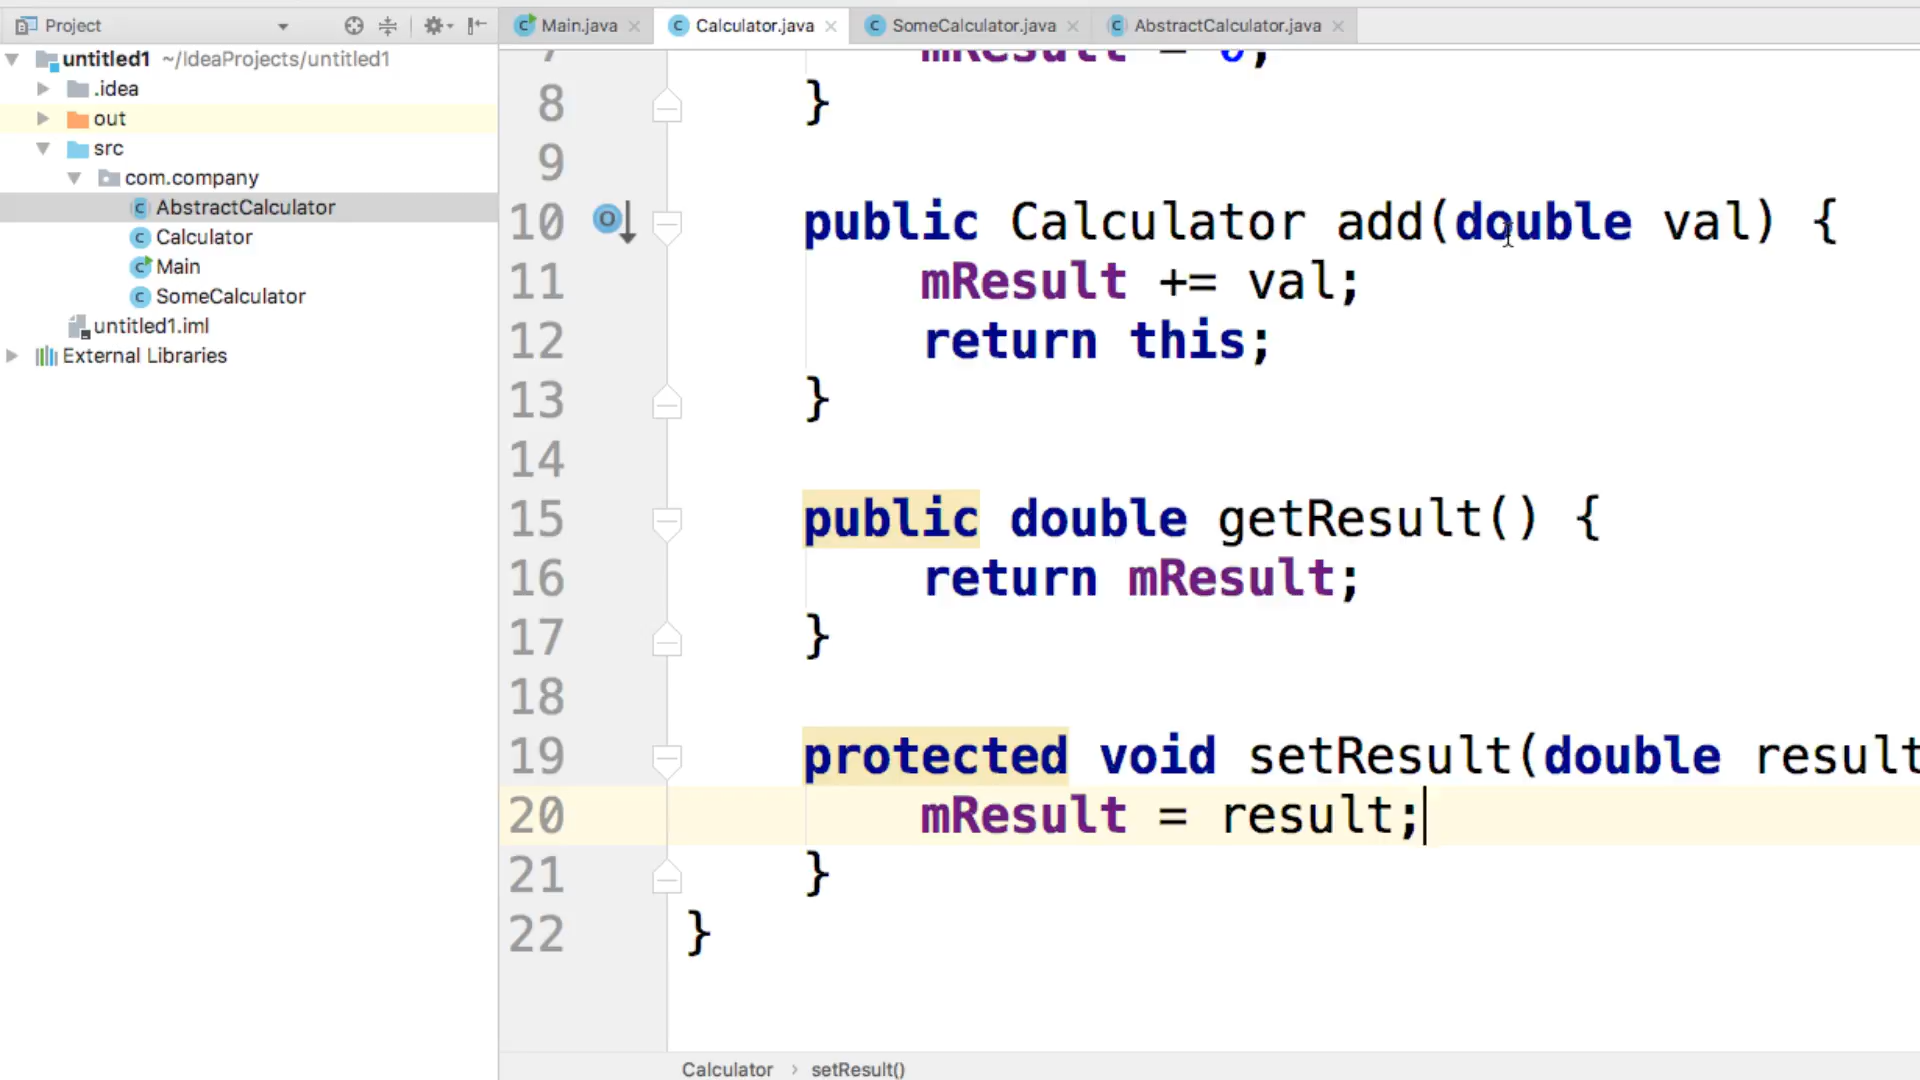 Project
Main.java
Calculator.java
SomeCalculator.java
AbstractCalculator.java
untitled1 ~/IdeaProjects/untitled1
.idea
out
src
com.company
AbstractCalculator
Calculator
Main
SomeCalculator
untitled1.iml
External Libraries
7 mResult = 0;
8 }
9
10 public Calculator add(double val) {
11 mResult += val;
12 return this;
13 }
14
15 public double getResult() {
16 return mResult;
17 }
18
19 protected void setResult(double result
20 mResult = result;
21 }
22 }
Calculator > setResult()